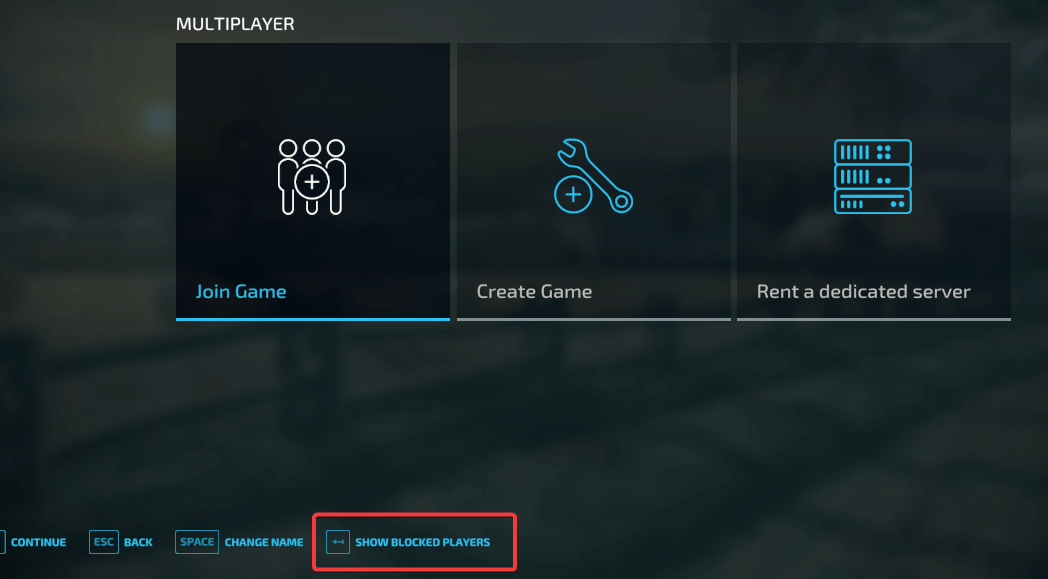 MULTIPLAYER
Join Game
Create Game
Rent a dedicated server
CONTINUE ESC BACK SPACE CHANGE NAME SHOW BLOCKED PLAYERS